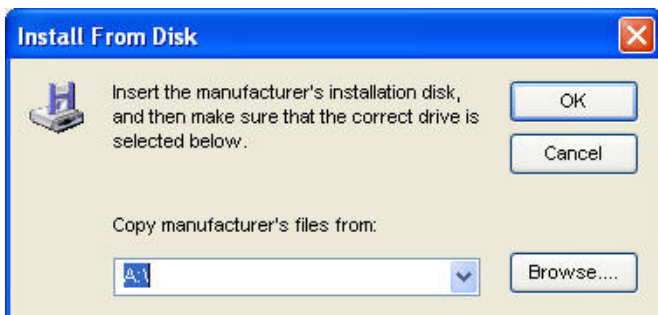 Install From Disk
Insert the manufacturer's installation disk,
and then make sure that the correct drive is
selected below.
OK
Cancel
Copy manufacturer's files from:
A:\
Browse....